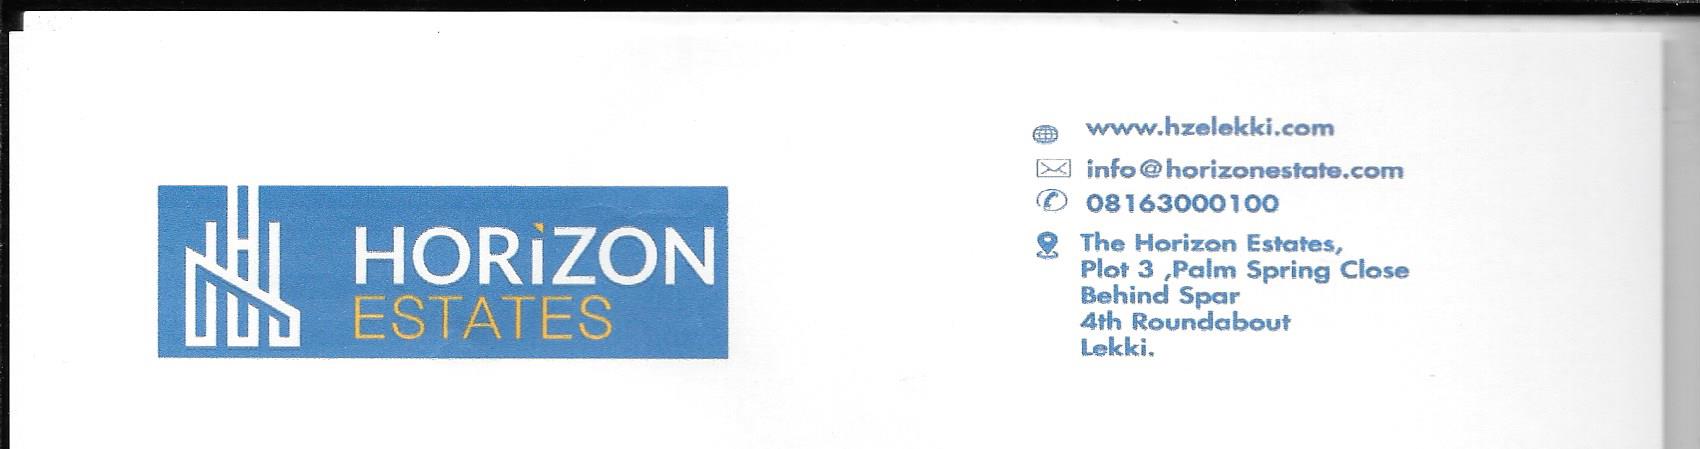 HORiZON
ESTATES
www.hzelekki.com
info@horizonestate.com
08163000100
The Horizon Estates,
Plot 3 ,Palm Spring Close
Behind Spar
4th Roundabout
Lekki.